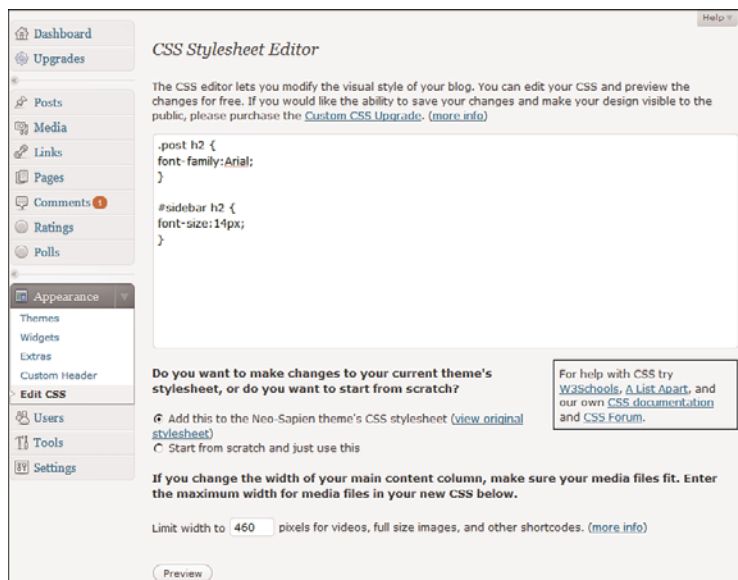 Help
Dashboard
Upgrades
Posts
Media
Links
Pages
Comments 1
Ratings
Polls
Appearance
Themes
Widgets
Extras
Custom Header
Edit CSS
Users
Tools
Settings
CSS Stylesheet Editor
The CSS editor lets you modify the visual style of your blog. You can edit your CSS and preview the
changes for free. If you would like the ability to save your changes and make your design visible to the
public, please purchase the Custom CSS Upgrade. (more info)
.post h2 {
font-family:Arial;
}
#sidebar h2 {
font-size:14px;
}
Do you want to make changes to your current theme's
stylesheet, or do you want to start from scratch?
Add this to the Neo-Sapien theme's CSS stylesheet (view original
stylesheet)
Start from scratch and just use this
For help with CSS try
W3Schools, A List Apart, and
our own CSS documentation
and CSS Forum.
If you change the width of your main content column, make sure your media files fit. Enter
the maximum width for media files in your new CSS below.
Limit width to 460 pixels for videos, full size images, and other shortcodes. (more info)
Preview